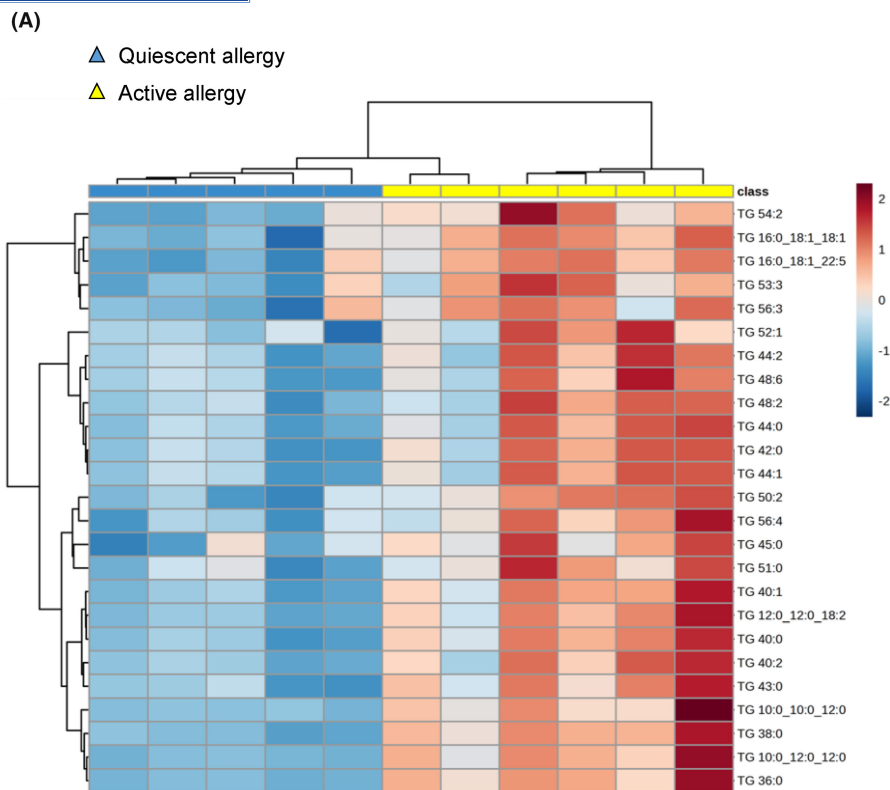 (A)
Quiescent allergy
Active allergy
class
TG 54:2
TG 16:0_18:1_18:1
TG 16:0_18:1_22:5
TG 53:3
TG 56:3
TG 52:1
TG 44:2
TG 48:6
TG 48:2
TG 44:0
TG 42:0
TG 44:1
TG 50:2
TG 56:4
TG 45:0
TG 51:0
TG 40:1
TG 12:0_12:0_18:2
TG 40:0
TG 40:2
TG 43:0
TG 10:0_10:0_12:0
TG 38:0
TG 10:0_12:0_12:0
TG 36:0
2
1
0
-1
-2